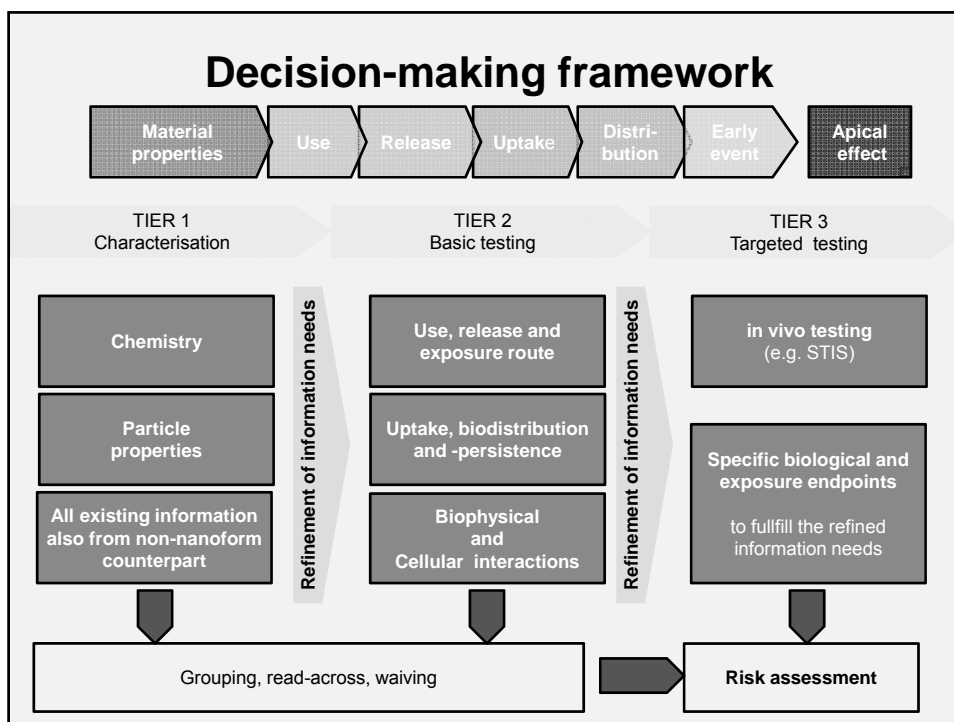 Decision-making framework
Material
properties
Use
Release
Uptake
Distri-
bution
Early
event
Apical
effect
TIER 1
Characterisation
TIER 2
Basic testing
TIER 3
Targeted testing
Chemistry
Particle
properties
All existing information
also from non-nanoform
counterpart
Refinement of information needs
Use, release and
exposure route
Uptake, biodistribution
and -persistence
Biophysical
and
Cellular interactions
Refinement of information needs
in vivo testing
(e.g. STIS)
Specific biological and
exposure endpoints
to fullfill the refined
information needs
Grouping, read-across, waiving
Risk assessment